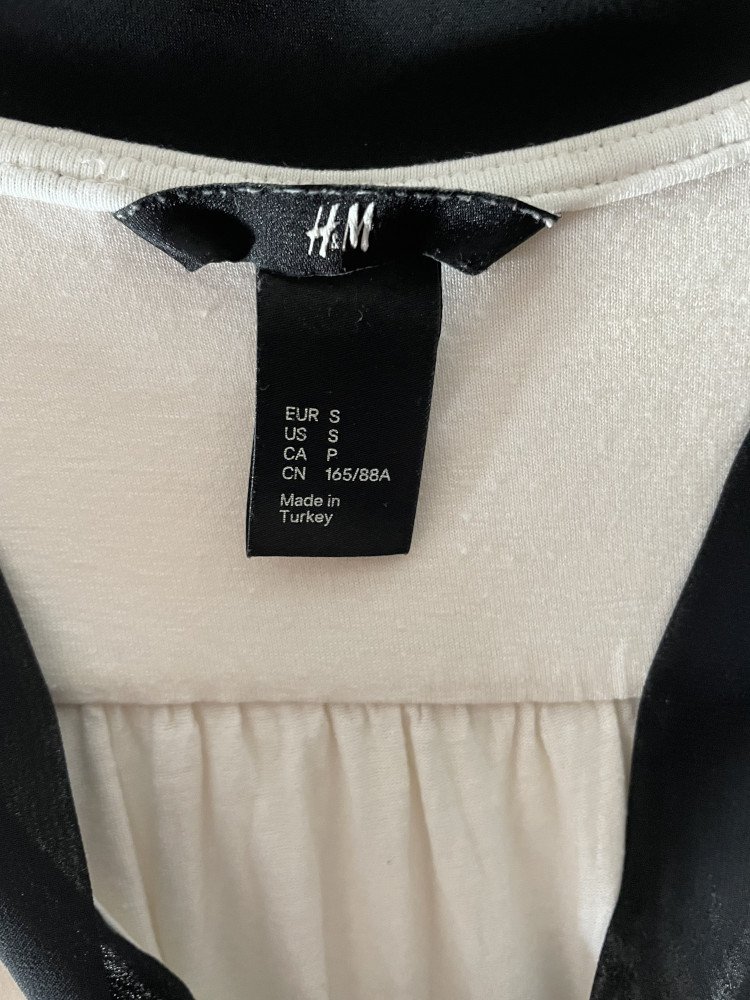 H&M
EUR S
US S
CA P
CN 165/88A
Made in
Turkey